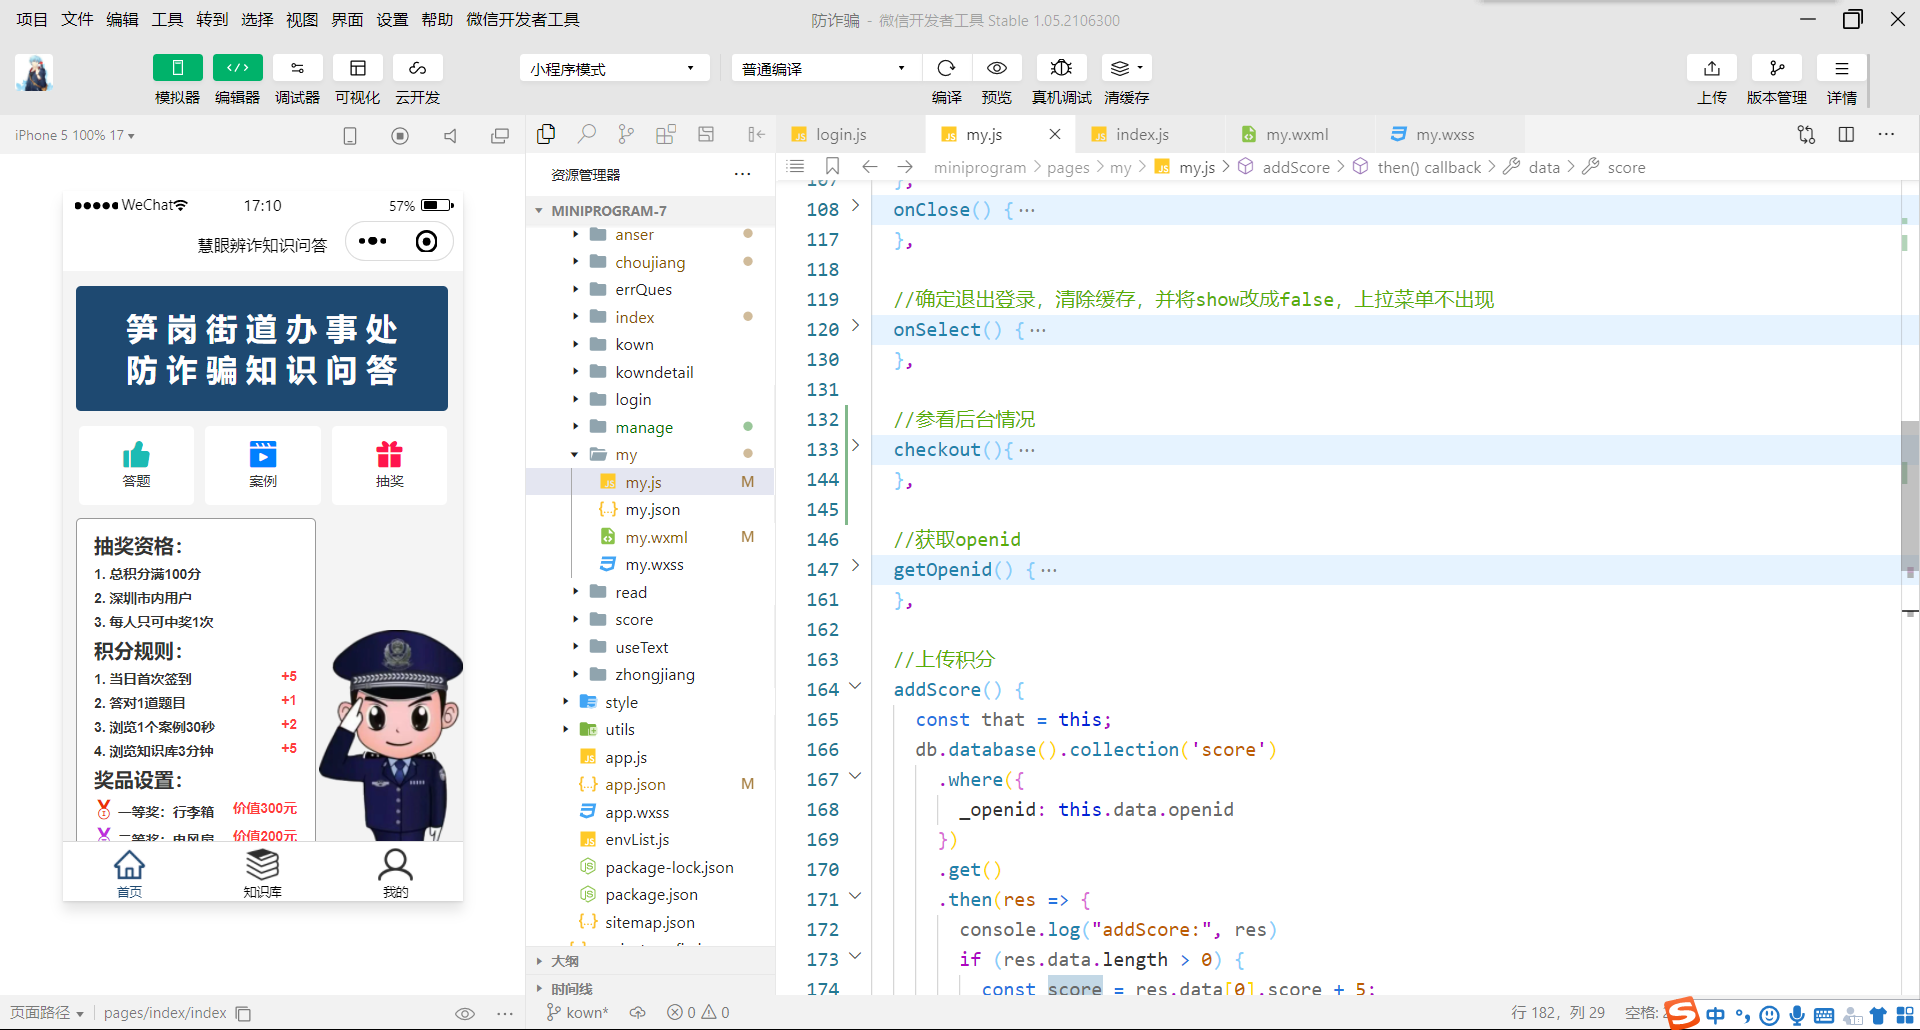 项目 文件 编辑 工具 转到 选择 视图 界面 设置 帮助 微信开发者工具
防诈骗 - 微信开发者工具 Stable 1.05.2106300
模拟器 编辑器 调试器 可视化 云开发
小程序模式
普通编译
编译 预览 真机调试 清缓存
上传 版本管理 详情
iPhone 5 100% 17
WeChat
17:10
57%
慧眼辨诈知识问答
笋岗街道办事处
防诈骗知识问答
答题
案例
抽奖
抽奖资格：
1. 总积分满100分
2. 深圳市内用户
3. 每人只可中奖1次
积分规则：
1. 当日首次签到 +5
2. 答对1道题目 +1
3. 浏览1个案例30秒 +2
4. 浏览知识库3分钟 +5
奖品设置：
一等奖：行李箱 价值300元
二等奖：电风扇 价值200元
首页
知识库
我的
页面路径
pages/index/index
资源管理器
MINIPROGRAM-7
anser
choujiang
errQues
index
kown
kowndetail
login
manage
my
my.js M
my.json
my.wxml M
my.wxss
read
score
useText
zhongjiang
style
utils
app.js
app.json M
app.wxss
envList.js
package-lock.json
package.json
sitemap.json
大纲
时间线
login.js
my.js
index.js
my.wxml
my.wxss
miniprogram > pages > my > my.js > addScore > then() callback > data > score
107 },
108 onClose() {···
117 },
118
119 //确定退出登录，清除缓存，并将show改成false，上拉菜单不出现
120 onSelect() {···
130 },
131
132 //参看后台情况
133 checkout(){···
144 },
145
146 //获取openid
147 getOpenid() {···
161 },
162
163 //上传积分
164 addScore() {
165 const that = this;
166 db.database().collection('score')
167 .where({
168 _openid: this.data.openid
169 })
170 .get()
171 .then(res => {
172 console.log("addScore:", res)
173 if (res.data.length > 0) {
174 const score = res.data[0].score + 5;
kown*
0
0
行 182，列 29
空格:
中